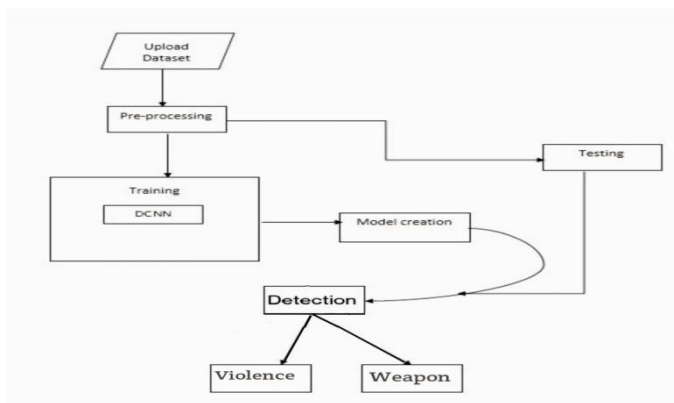 Upload
Dataset
Pre-processing
Testing
Training
DCNN
Model creation
Detection
Violence
Weapon